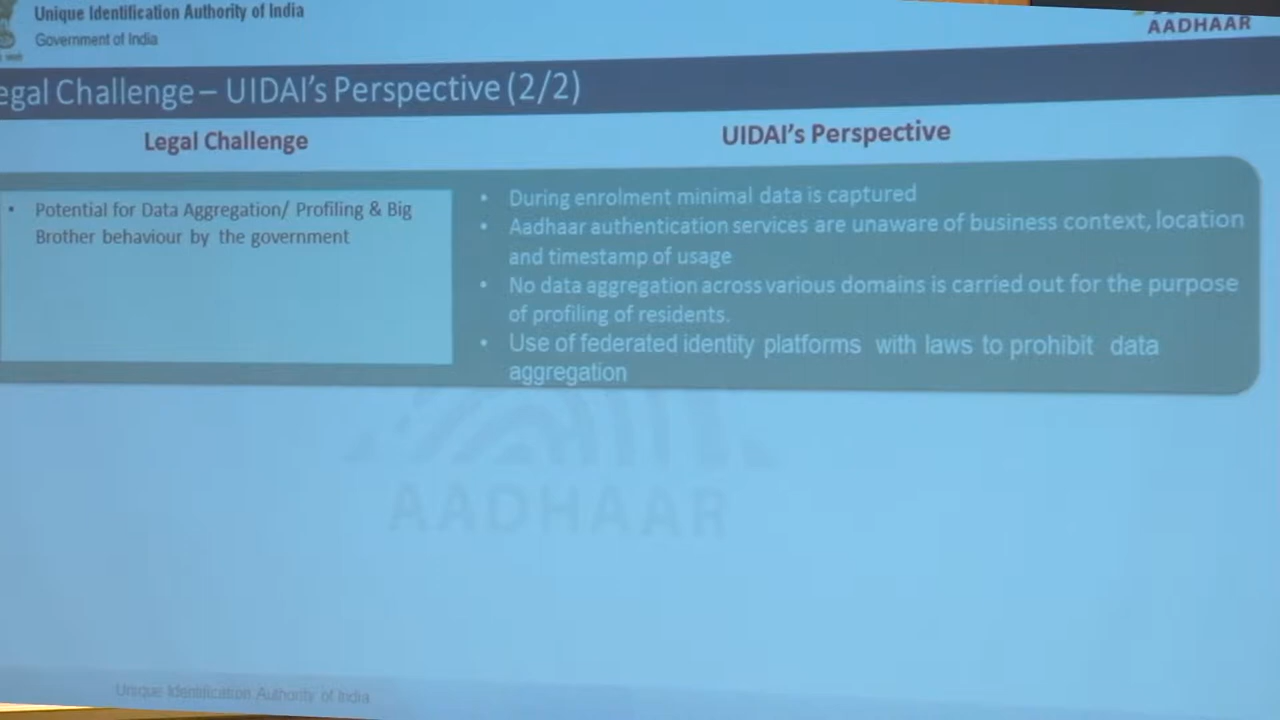 Unique Identification Authority of India
Government of India
AADHAAR
egal Challenge – UIDAI's Perspective (2/2)
Legal Challenge
UIDAI's Perspective
• Potential for Data Aggregation/ Profiling & Big
Brother behaviour by the government
• During enrolment minimal data is captured
• Aadhaar authentication services are unaware of business context, location
and timestamp of usage
• No data aggregation across various domains is carried out for the purpose
of profiling of residents.
• Use of federated identity platforms with laws to prohibit data
aggregation
AADHAAR
Unique Identification Authority of India